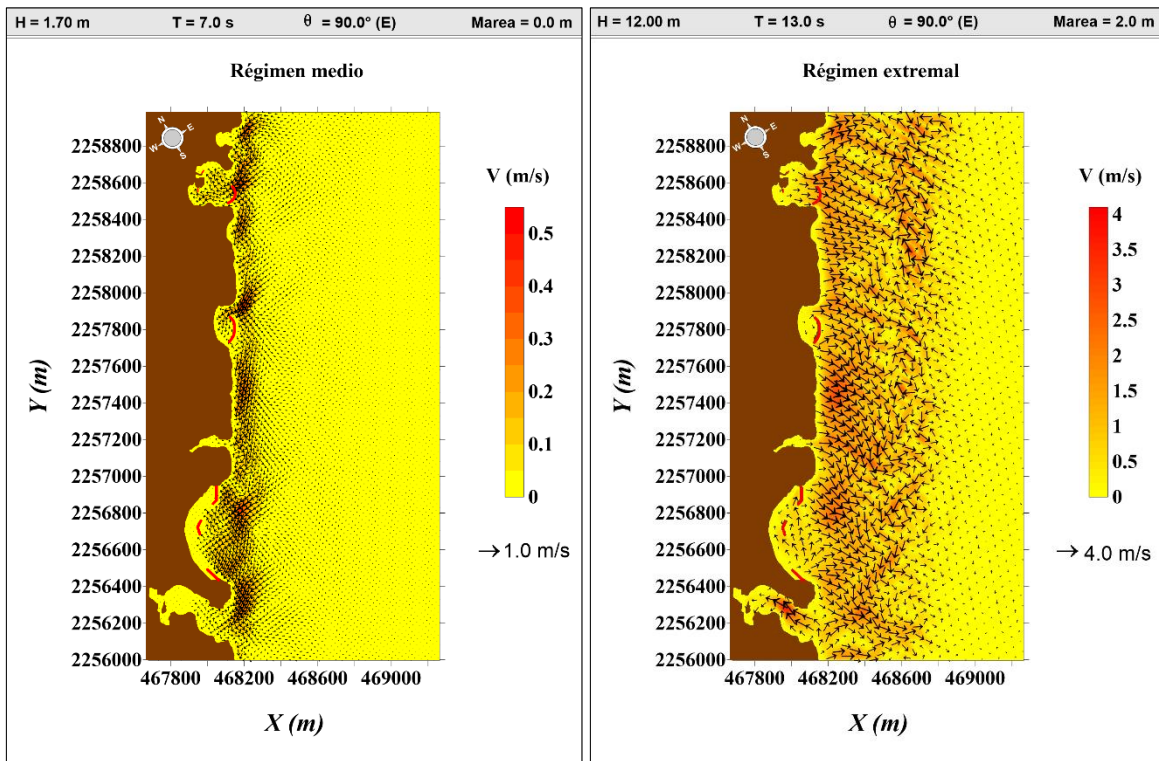 H = 1.70 m T = 7.0 s θ = 90.0° (E) Marea = 0.0 m
Régimen medio
N
E
W
S
2258800
2258600
2258400
2258200
2258000
2257800
2257600
2257400
2257200
2257000
2256800
2256600
2256400
2256200
2256000
Y (m)
467800 468200 468600 469000
X (m)
V (m/s)
0.5
0.4
0.3
0.2
0.1
0
1.0 m/s
H = 12.00 m T = 13.0 s θ = 90.0° (E) Marea = 2.0 m
Régimen extremal
N
E
W
S
2258800
2258600
2258400
2258200
2258000
2257800
2257600
2257400
2257200
2257000
2256800
2256600
2256400
2256200
2256000
Y (m)
467800 468200 468600 469000
X (m)
V (m/s)
4
3.5
3
2.5
2
1.5
1
0.5
0
4.0 m/s